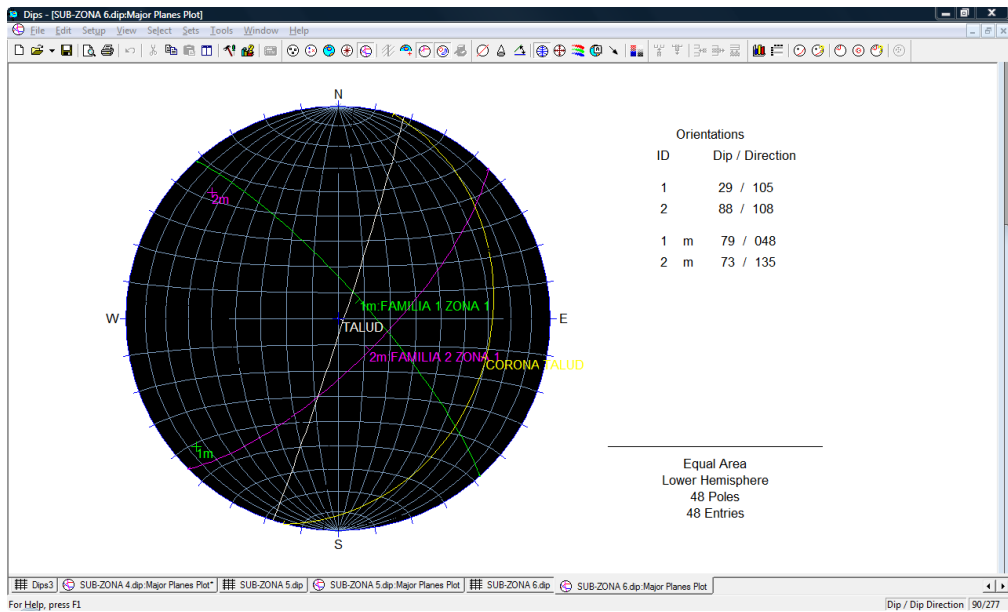 Dips - [SUB-ZONA 6.dip:Major Planes Plot]
File Edit Setup View Select Sets Tools Window Help
N
W
E
S
2m
1m:FAMILIA 1 ZONA 1
TALUD
2m:FAMILIA 2 ZONA 1
CORONA TALUD
1m
Orientations
ID Dip / Direction
1 29 / 105
2 88 / 108
1 m 79 / 048
2 m 73 / 135
Equal Area
Lower Hemisphere
48 Poles
48 Entries
Dips3 SUB-ZONA 4.dip:Major Planes Plot* SUB-ZONA 5.dip SUB-ZONA 5.dip:Major Planes Plot SUB-ZONA 6.dip SUB-ZONA 6.dip:Major Planes Plot
For Help, press F1 Dip / Dip Direction 90/277